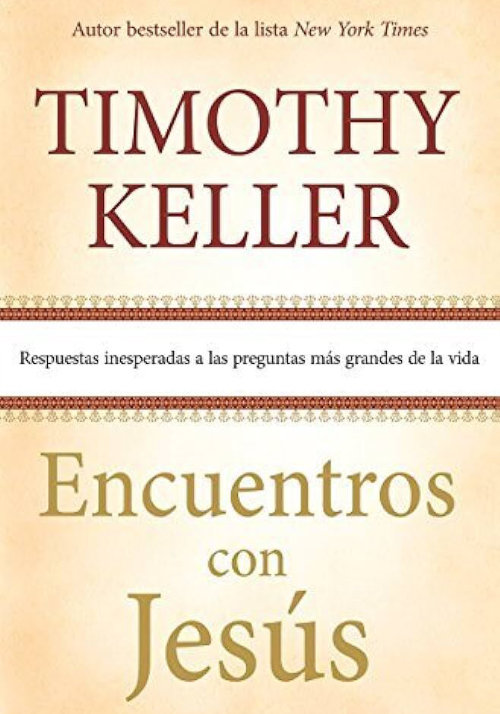 Autor bestseller de la lista New York Times
TIMOTHY
KELLER
Respuestas inesperadas a las preguntas más grandes de la vida
Encuentros
con
Jesús